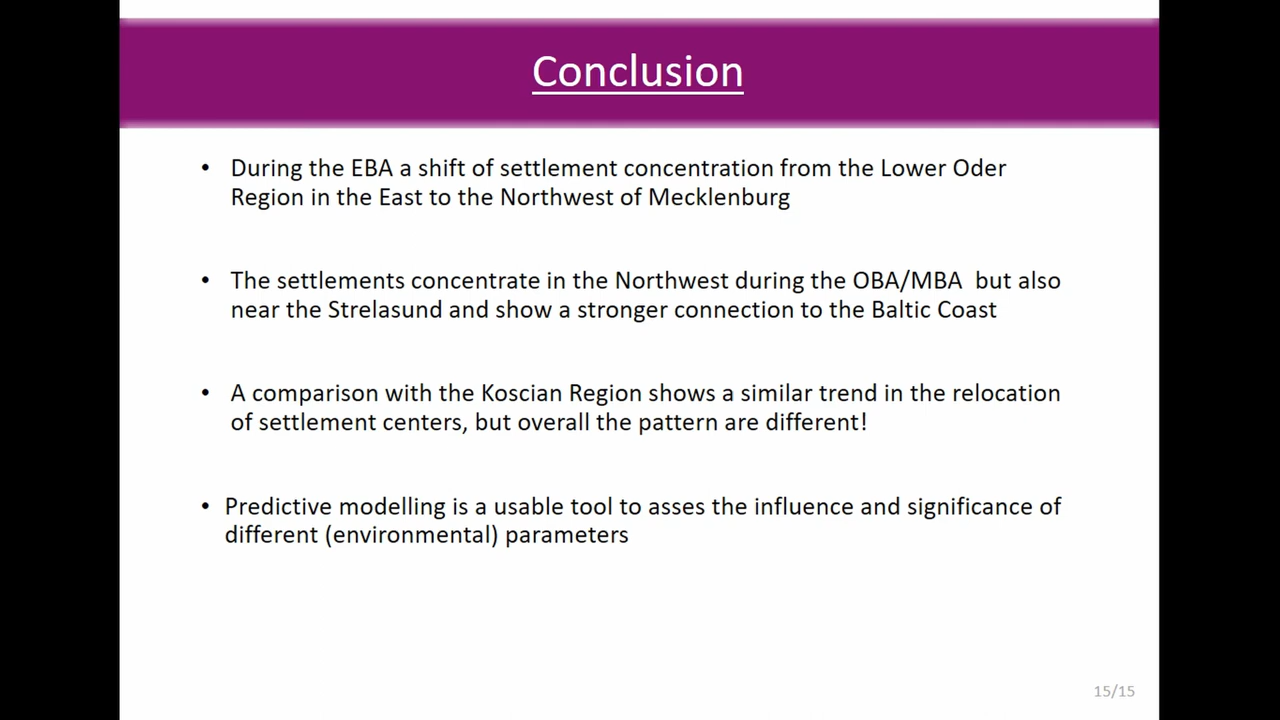 Conclusion
• During the EBA a shift of settlement concentration from the Lower Oder
Region in the East to the Northwest of Mecklenburg
• The settlements concentrate in the Northwest during the OBA/MBA but also
near the Strelasund and show a stronger connection to the Baltic Coast
• A comparison with the Koscian Region shows a similar trend in the relocation
of settlement centers, but overall the pattern are different!
• Predictive modelling is a usable tool to asses the influence and significance of
different (environmental) parameters
15/15